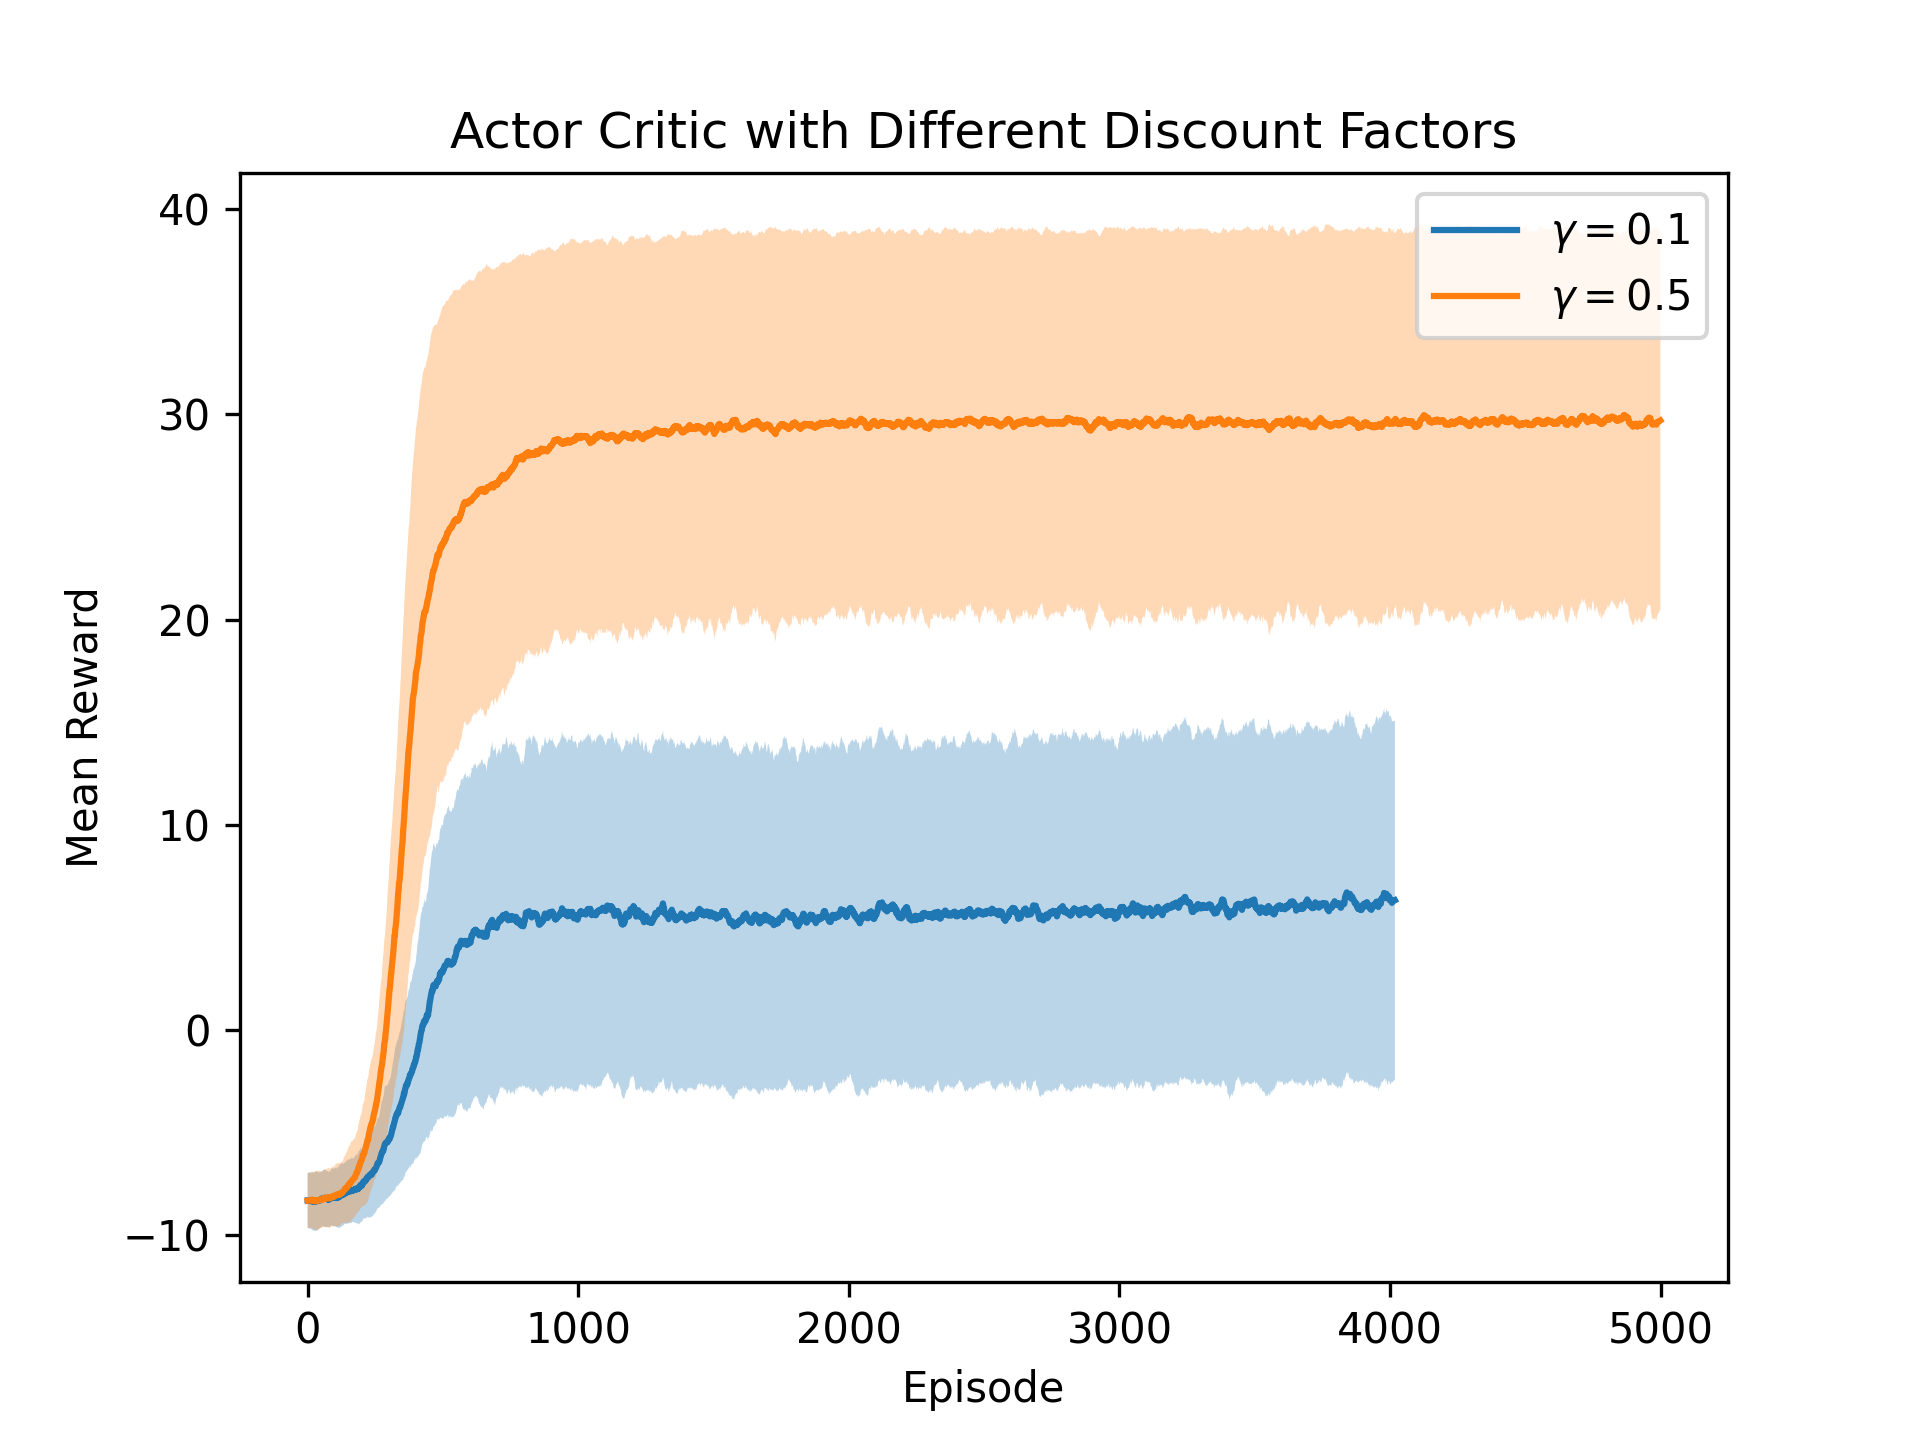 Actor Critic with Different Discount Factors
40
30
20
10
0
−10
Mean Reward
γ = 0.1
γ = 0.5
0 1000 2000 3000 4000 5000
Episode